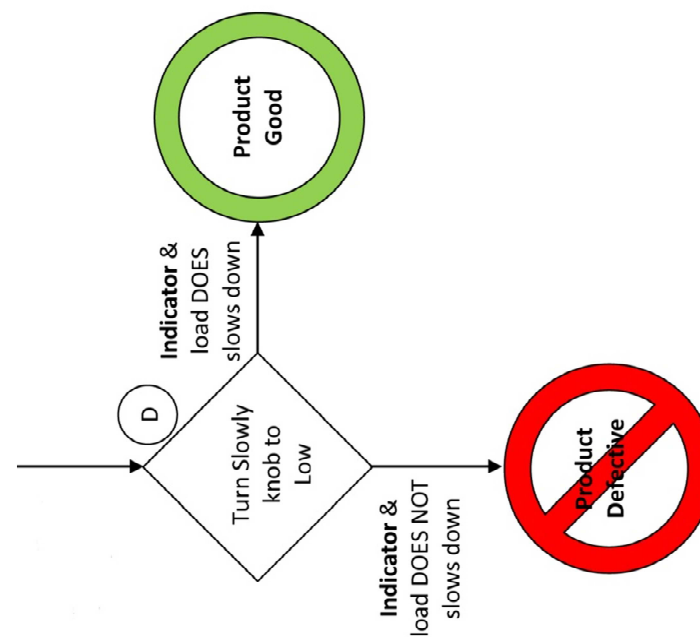 D
Turn Slowly
knob to
Low
Indicator &
load DOES
slows down
Product
Good
Indicator &
load DOES NOT
slows down
Product
Defective